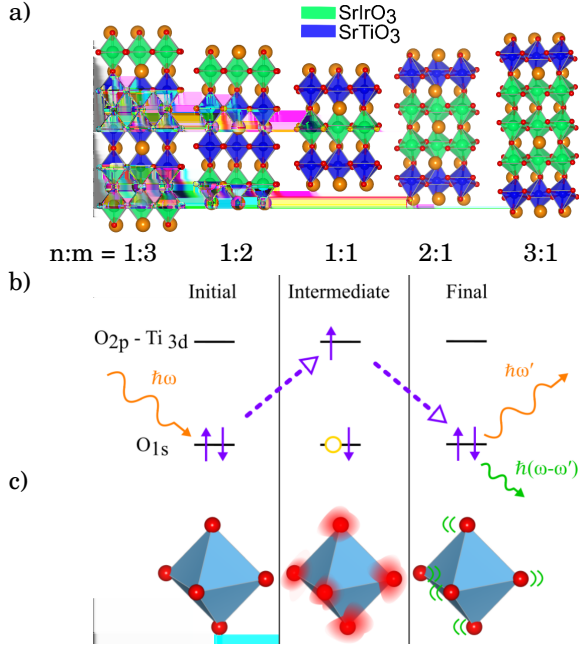 a)
SrIrO₃
SrTiO₃
n:m = 1:3 1:2 1:1 2:1 3:1
b)
Initial Intermediate Final
O₂ₚ - Ti 3d
ħω ħω′
O1s
ħ(ω-ω′)
c)